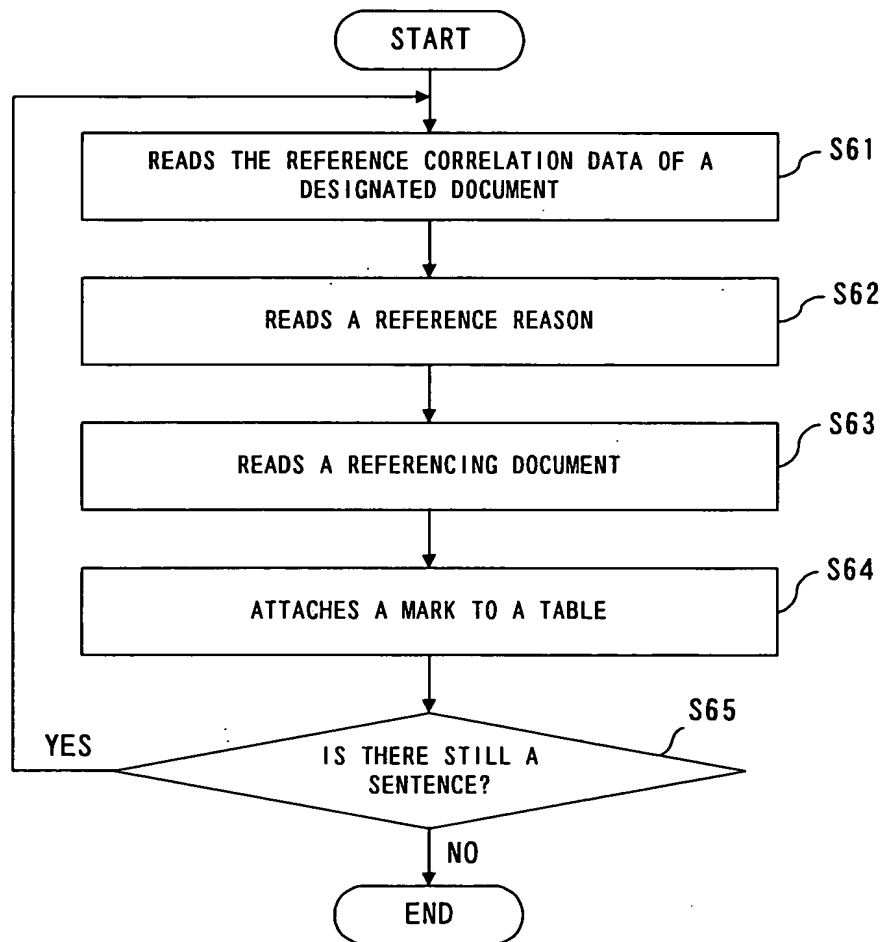 START
READS THE REFERENCE CORRELATION DATA OF A
DESIGNATED DOCUMENT
S61
READS A REFERENCE REASON
S62
READS A REFERENCING DOCUMENT
S63
ATTACHES A MARK TO A TABLE
S64
IS THERE STILL A
SENTENCE?
S65
YES
NO
END